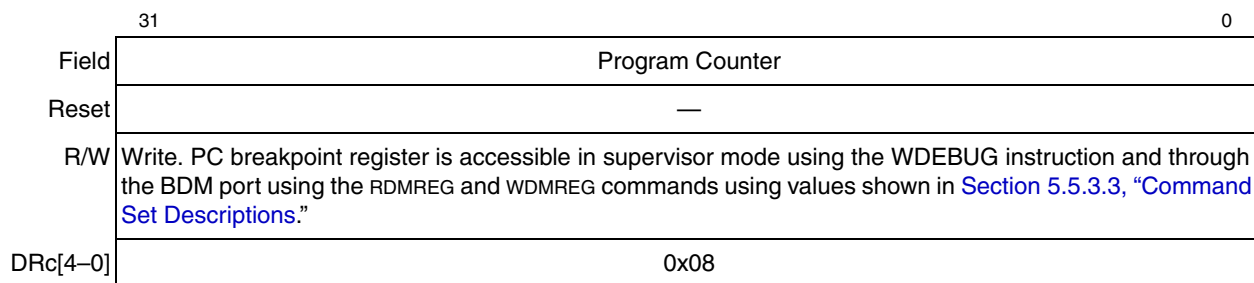 31 0
Field Program Counter
Reset —
R/W Write. PC breakpoint register is accessible in supervisor mode using the WDEBUG instruction and through
the BDM port using the RDMREG and WDMREG commands using values shown in Section 5.5.3.3, “Command
Set Descriptions.”
DRc[4–0] 0x08